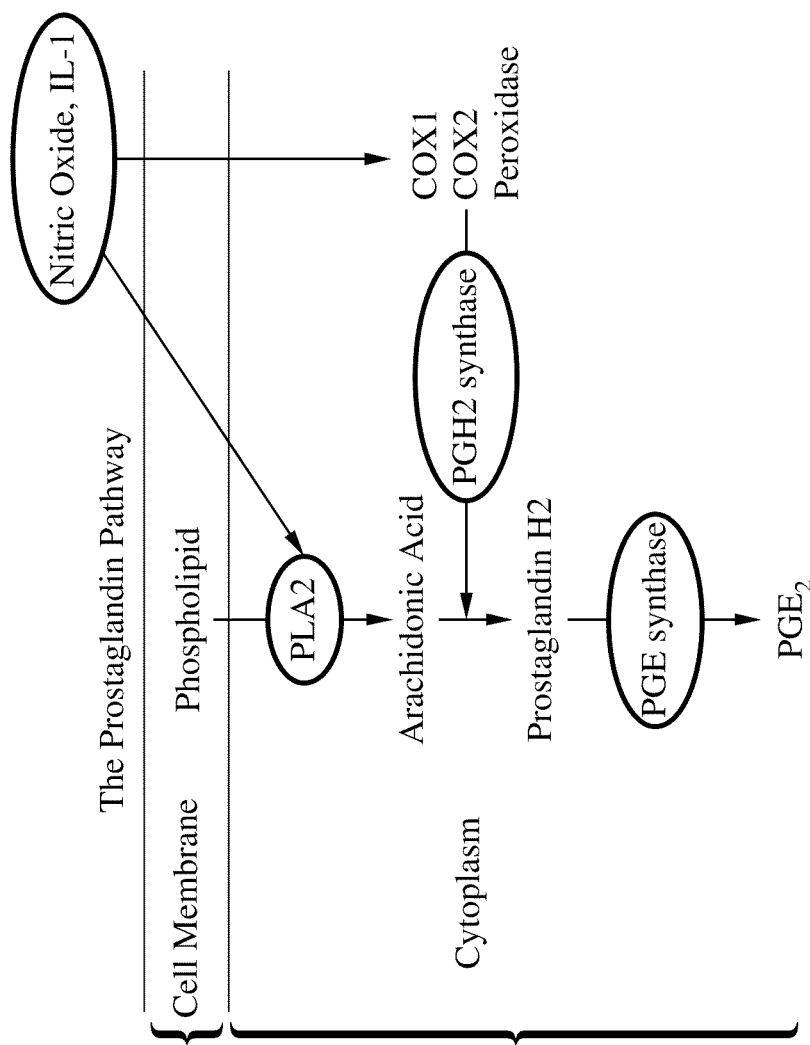 The Prostaglandin Pathway
Nitric Oxide, IL-1
Cell Membrane
Phospholipid
PLA2
Arachidonic Acid
COX1
COX2
Peroxidase
PGH2 synthase
Cytoplasm
Prostaglandin H2
PGE synthase
PGE₂